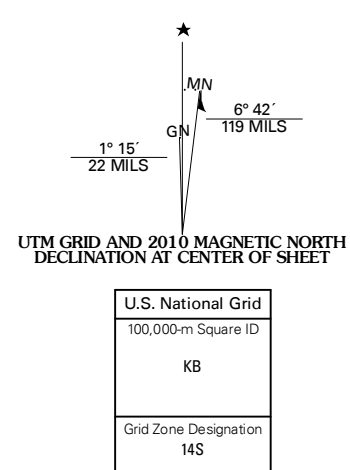 MN
GN
6° 42´
119 MILS
1° 15´
22 MILS
UTM GRID AND 2010 MAGNETIC NORTH
DECLINATION AT CENTER OF SHEET
U.S. National Grid
100,000-m Square ID
KB
Grid Zone Designation
14S